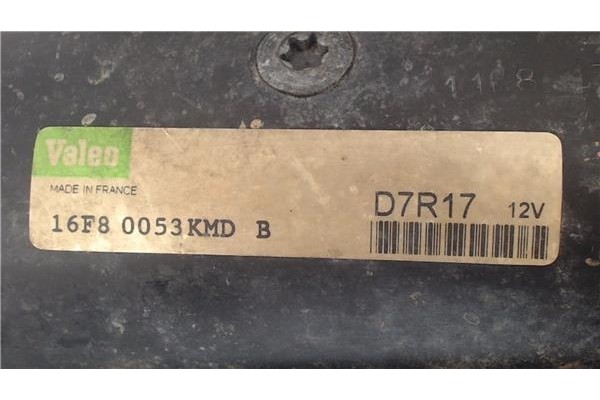 Valeo
MADE IN FRANCE
16F8 0053KMD B
D7R17 12V